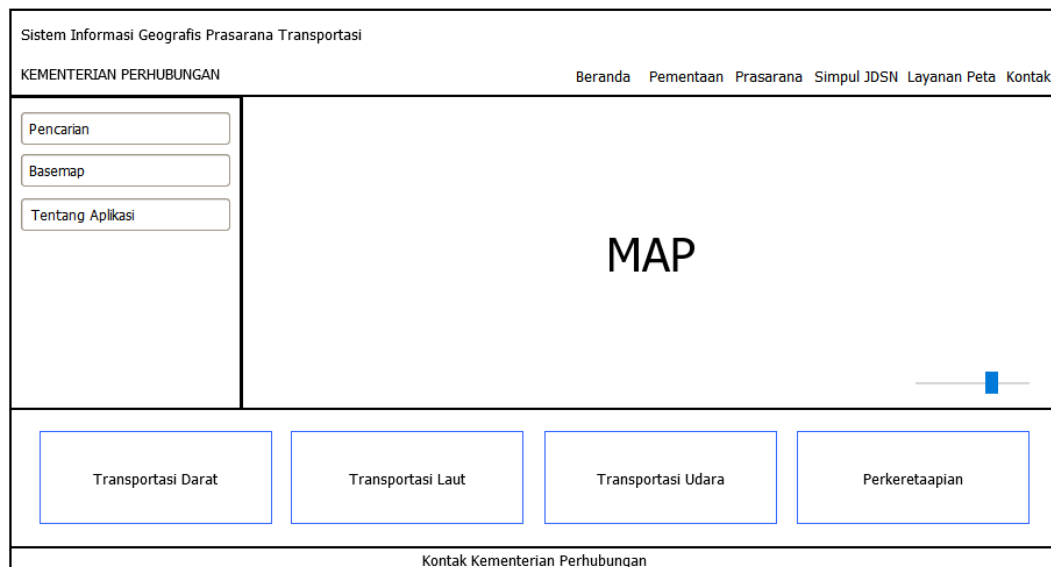 Sistem Informasi Geografis Prasarana Transportasi
KEMENTERIAN PERHUBUNGAN
Beranda Pementaan Prasarana Simpul JDSN Layanan Peta Kontak
Pencarian
Basemap
Tentang Aplikasi
MAP
Transportasi Darat
Transportasi Laut
Transportasi Udara
Perkeretaapian
Kontak Kementerian Perhubungan